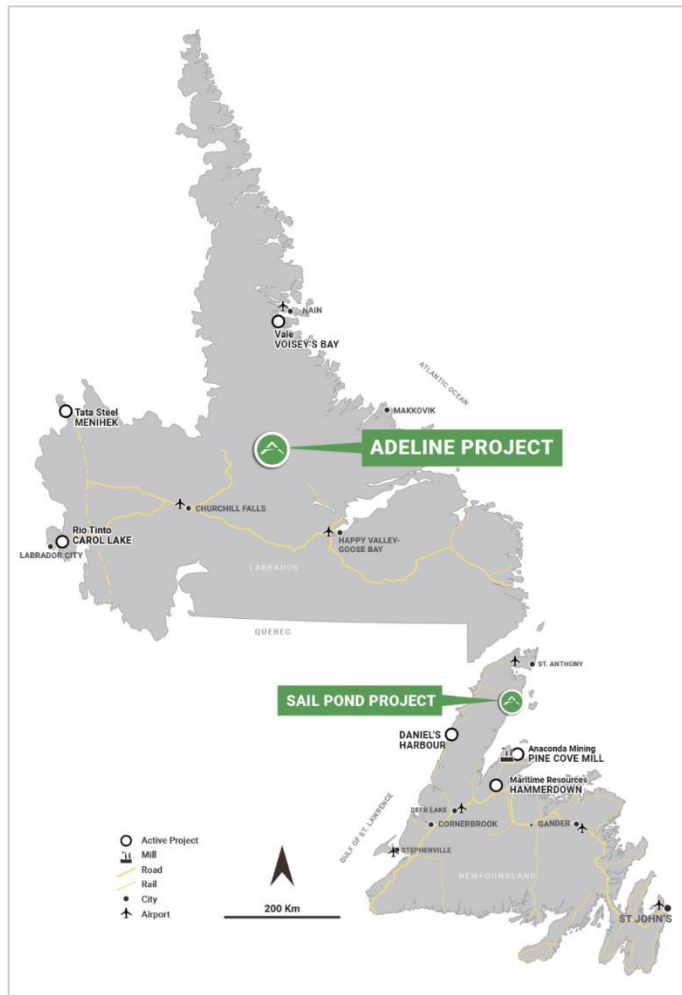 NAIN
Vale
VOISEY'S BAY
ATLANTIC OCEAN
MAKKOVIK
Tata Steel
MENIHEK
ADELINE PROJECT
CHURCHILL FALLS
Rio Tinto
CAROL LAKE
LABRADOR CITY
HAPPY VALLEY-
GOOSE BAY
LABRADOR
QUEBEC
ST. ANTHONY
SAIL POND PROJECT
DANIEL'S
HARBOUR
Anaconda Mining
PINE COVE MILL
Maritime Resources
HAMMERDOWN
DEER LAKE
GULF OF ST. LAWRENCE
CORNERBROOK
GANDER
STEPHENVILLE
NEWFOUNDLAND
ST JOHN'S
Active Project
Mill
Road
Rail
City
Airport
200 Km